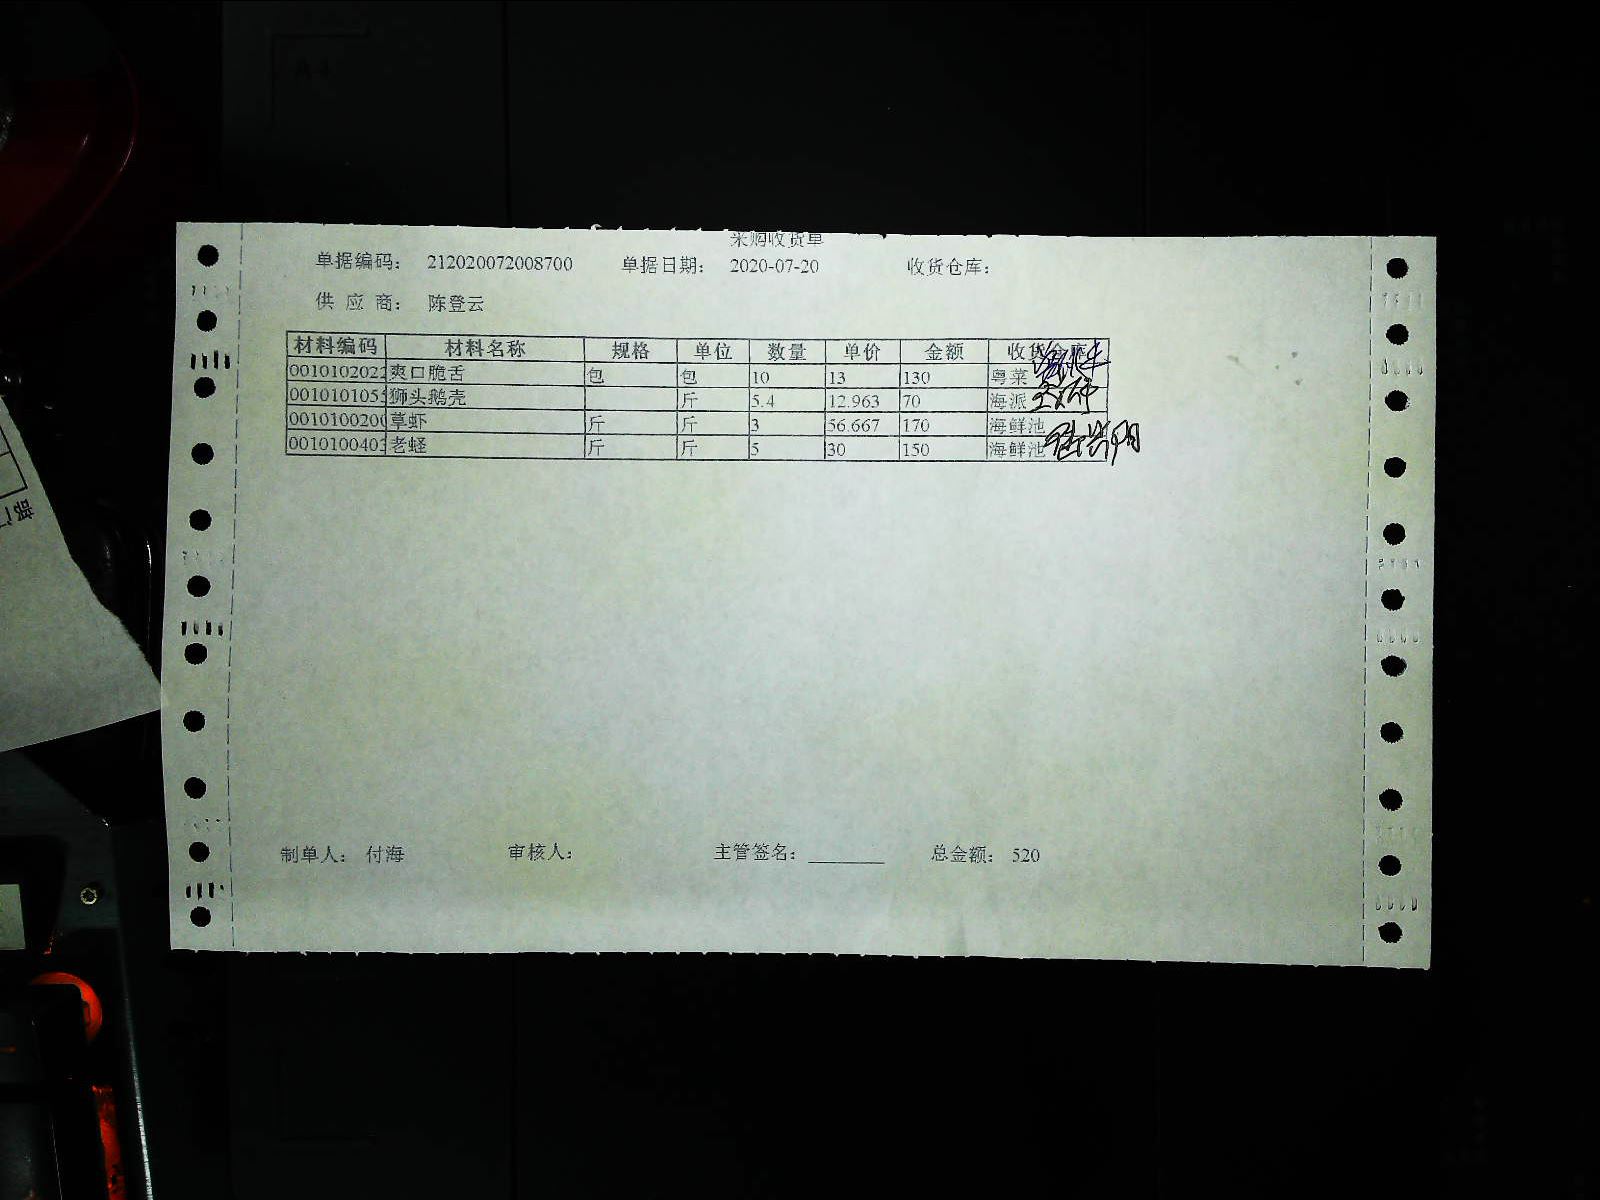 采购收货单
单据编码： 212020072008700 单据日期： 2020-07-20 收货仓库：
供 应 商： 陈登云
材料编码 材料名称 规格 单位 数量 单价 金额 收货仓库
0010102022 爽口脆舌 包 包 10 13 130 粤菜
0010101055 狮头鹅壳 斤 5.4 12.963 70 海派
0010100200 草虾 斤 斤 3 56.667 170 海鲜池
0010100403 老蛏 斤 斤 5 30 150 海鲜池
制单人： 付海 审核人： 主管签名： 总金额： 520